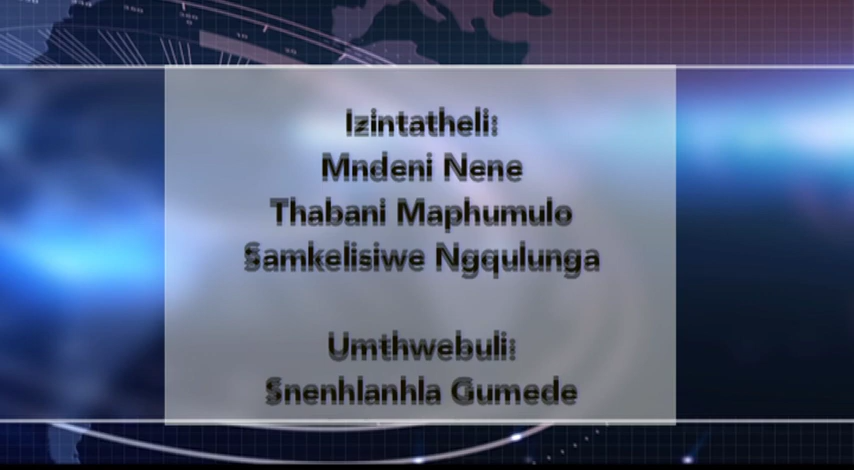 Izintatheli:
Mndeni Nene
Thabani Maphumulo
Samkelisiwe Ngqulunga
Umthwebuli:
Snenhlanhla Gumede